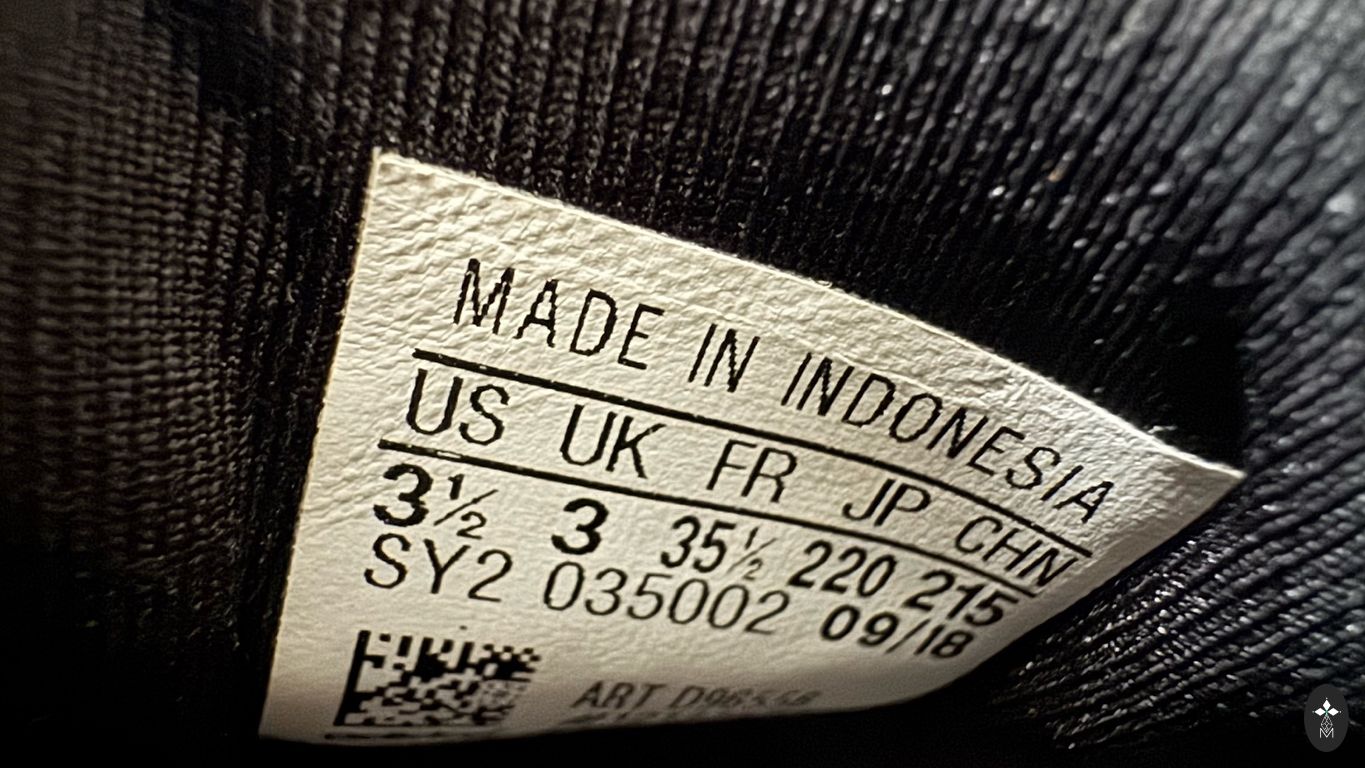 MADE IN INDONESIA
US UK FR JP CHN
3½ 3 35½ 220 215
SY2 035002 09/18
ART
M